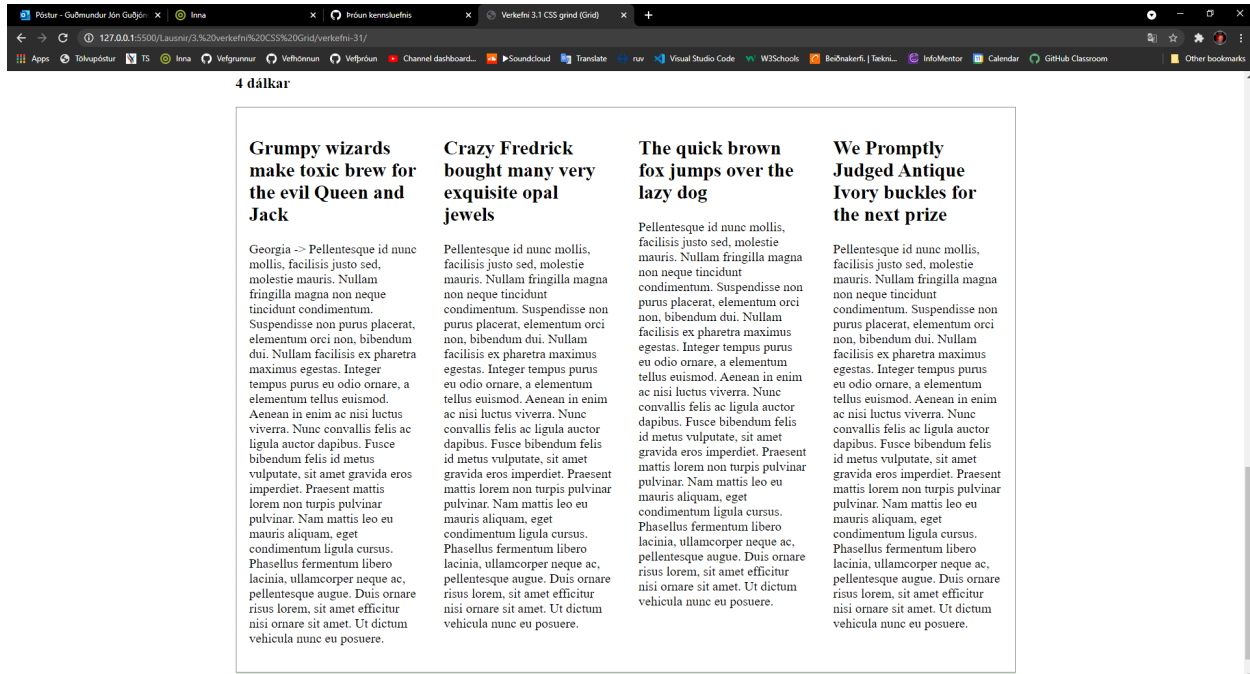 Póstur - Guðmundur Jón Guðjón
Inna
Þróun kennsluefnis
Verkefni 3.1 CSS grind (Grid)
127.0.0.1:5500/Lausnir/3.%20verkefni%20CSS%20Grid/verkefni-31/
Apps Tölvupóstur TS Inna Vefgrunnur Vefhönnun Vefþróun Channel dashboard... ►Soundcloud Translate ruv Visual Studio Code W3Schools Beiðnakerfi. | Tækni... InfoMentor Calendar GitHub Classroom Other bookmarks
4 dálkar
Grumpy wizards
make toxic brew for
the evil Queen and
Jack
Georgia -> Pellentesque id nunc
mollis, facilisis justo sed,
molestie mauris. Nullam
fringilla magna non neque
tincidunt condimentum.
Suspendisse non purus placerat,
elementum orci non, bibendum
dui. Nullam facilisis ex pharetra
maximus egestas. Integer
tempus purus eu odio ornare, a
elementum tellus euismod.
Aenean in enim ac nisi luctus
viverra. Nunc convallis felis ac
ligula auctor dapibus. Fusce
bibendum felis id metus
vulputate, sit amet gravida eros
imperdiet. Praesent mattis
lorem non turpis pulvinar
pulvinar. Nam mattis leo eu
mauris aliquam, eget
condimentum ligula cursus.
Phasellus fermentum libero
lacinia, ullamcorper neque ac,
pellentesque augue. Duis ornare
risus lorem, sit amet efficitur
nisi ornare sit amet. Ut dictum
vehicula nunc eu posuere.
Crazy Fredrick
bought many very
exquisite opal
jewels
Pellentesque id nunc mollis,
facilisis justo sed, molestie
mauris. Nullam fringilla magna
non neque tincidunt
condimentum. Suspendisse non
purus placerat, elementum orci
non, bibendum dui. Nullam
facilisis ex pharetra maximus
egestas. Integer tempus purus
eu odio ornare, a elementum
tellus euismod. Aenean in enim
ac nisi luctus viverra. Nunc
convallis felis ac ligula auctor
dapibus. Fusce bibendum felis
id metus vulputate, sit amet
gravida eros imperdiet. Praesent
mattis lorem non turpis pulvinar
pulvinar. Nam mattis leo eu
mauris aliquam, eget
condimentum ligula cursus.
Phasellus fermentum libero
lacinia, ullamcorper neque ac,
pellentesque augue. Duis ornare
risus lorem, sit amet efficitur
nisi ornare sit amet. Ut dictum
vehicula nunc eu posuere.
The quick brown
fox jumps over the
lazy dog
Pellentesque id nunc mollis,
facilisis justo sed, molestie
mauris. Nullam fringilla magna
non neque tincidunt
condimentum. Suspendisse non
purus placerat, elementum orci
non, bibendum dui. Nullam
facilisis ex pharetra maximus
egestas. Integer tempus purus
eu odio ornare, a elementum
tellus euismod. Aenean in enim
ac nisi luctus viverra. Nunc
convallis felis ac ligula auctor
dapibus. Fusce bibendum felis
id metus vulputate, sit amet
gravida eros imperdiet. Praesent
mattis lorem non turpis pulvinar
pulvinar. Nam mattis leo eu
mauris aliquam, eget
condimentum ligula cursus.
Phasellus fermentum libero
lacinia, ullamcorper neque ac,
pellentesque augue. Duis ornare
risus lorem, sit amet efficitur
nisi ornare sit amet. Ut dictum
vehicula nunc eu posuere.
We Promptly
Judged Antique
Ivory buckles for
the next prize
Pellentesque id nunc mollis,
facilisis justo sed, molestie
mauris. Nullam fringilla magna
non neque tincidunt
condimentum. Suspendisse non
purus placerat, elementum orci
non, bibendum dui. Nullam
facilisis ex pharetra maximus
egestas. Integer tempus purus
eu odio ornare, a elementum
tellus euismod. Aenean in enim
ac nisi luctus viverra. Nunc
convallis felis ac ligula auctor
dapibus. Fusce bibendum felis
id metus vulputate, sit amet
gravida eros imperdiet. Praesent
mattis lorem non turpis pulvinar
pulvinar. Nam mattis leo eu
mauris aliquam, eget
condimentum ligula cursus.
Phasellus fermentum libero
lacinia, ullamcorper neque ac,
pellentesque augue. Duis ornare
risus lorem, sit amet efficitur
nisi ornare sit amet. Ut dictum
vehicula nunc eu posuere.